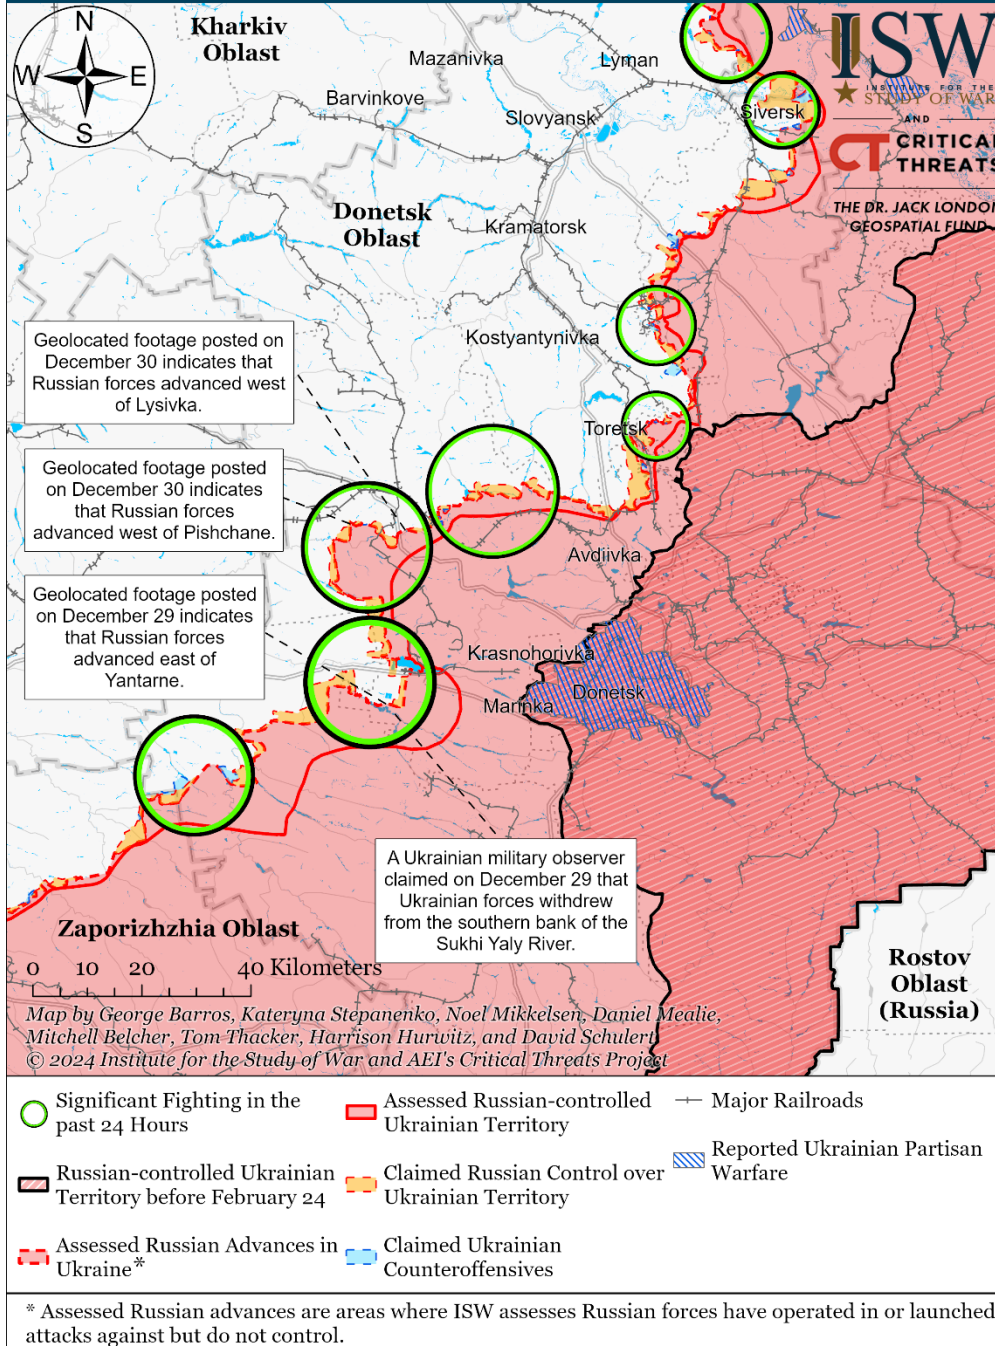 N
W
E
S
Kharkiv
Oblast
Mazanivka
Lyman
Barvinkove
Slovyansk
Siversk
ISW
INSTITUTE FOR THE
STUDY OF WAR
AND
CT CRITICAL
THREATS
THE DR. JACK LONDON
GEOSPATIAL FUND
Donetsk
Oblast
Kramatorsk
Kostyantynivka
Geolocated footage posted on
December 30 indicates that
Russian forces advanced west
of Lysivka.
Toretsk
Geolocated footage posted
on December 30 indicates
that Russian forces
advanced west of Pishchane.
Avdiivka
Geolocated footage posted
on December 29 indicates
that Russian forces
advanced east of
Yantarne.
Krasnohorivka
Donetsk
Marinka
A Ukrainian military observer
claimed on December 29 that
Ukrainian forces withdrew
from the southern bank of the
Sukhi Yaly River.
Zaporizhzhia Oblast
Rostov
Oblast
(Russia)
0 10 20 40 Kilometers
Map by George Barros, Kateryna Stepanenko, Noel Mikkelsen, Daniel Mealie,
Mitchell Belcher, Tom Thacker, Harrison Hurwitz, and David Schulert
© 2024 Institute for the Study of War and AEI's Critical Threats Project
Significant Fighting in the
past 24 Hours
Russian-controlled Ukrainian
Territory before February 24
Assessed Russian Advances in
Ukraine*
Assessed Russian-controlled
Ukrainian Territory
Claimed Russian Control over
Ukrainian Territory
Claimed Ukrainian
Counteroffensives
Major Railroads
Reported Ukrainian Partisan
Warfare
* Assessed Russian advances are areas where ISW assesses Russian forces have operated in or launched
attacks against but do not control.